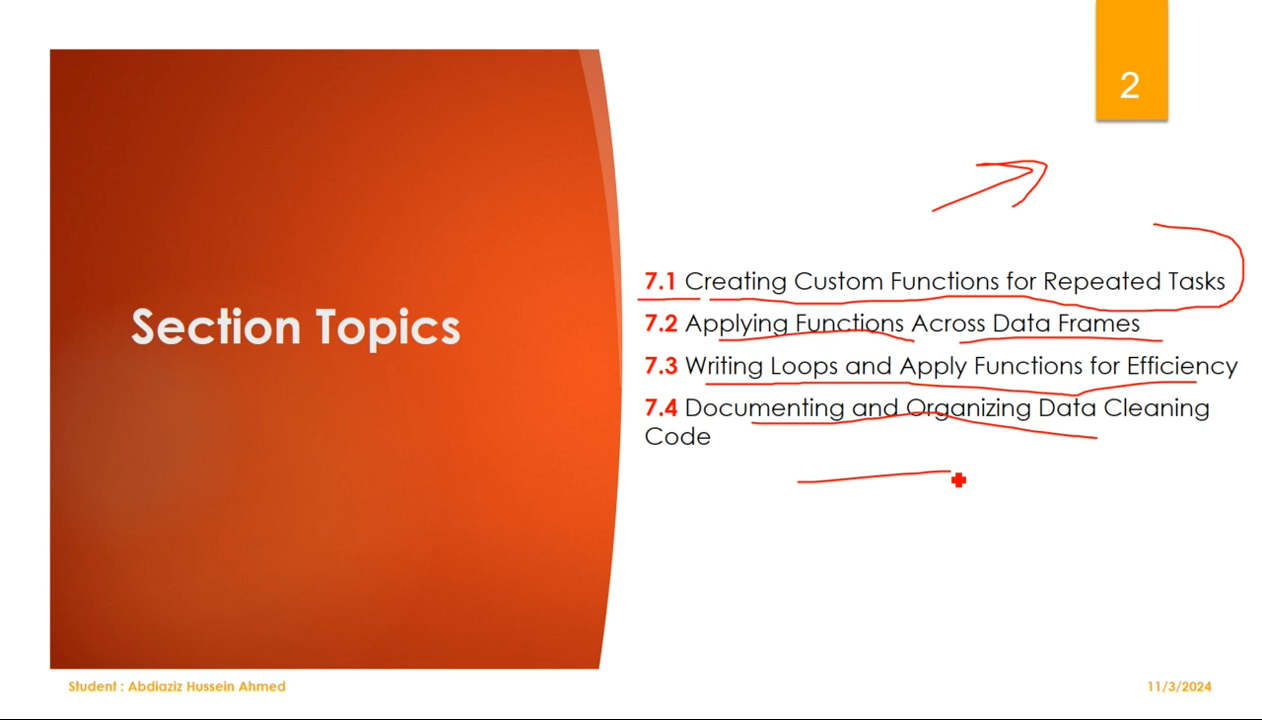 2
Section Topics
7.1 Creating Custom Functions for Repeated Tasks
7.2 Applying Functions Across Data Frames
7.3 Writing Loops and Apply Functions for Efficiency
7.4 Documenting and Organizing Data Cleaning
Code
Student : Abdiaziz Hussein Ahmed
11/3/2024